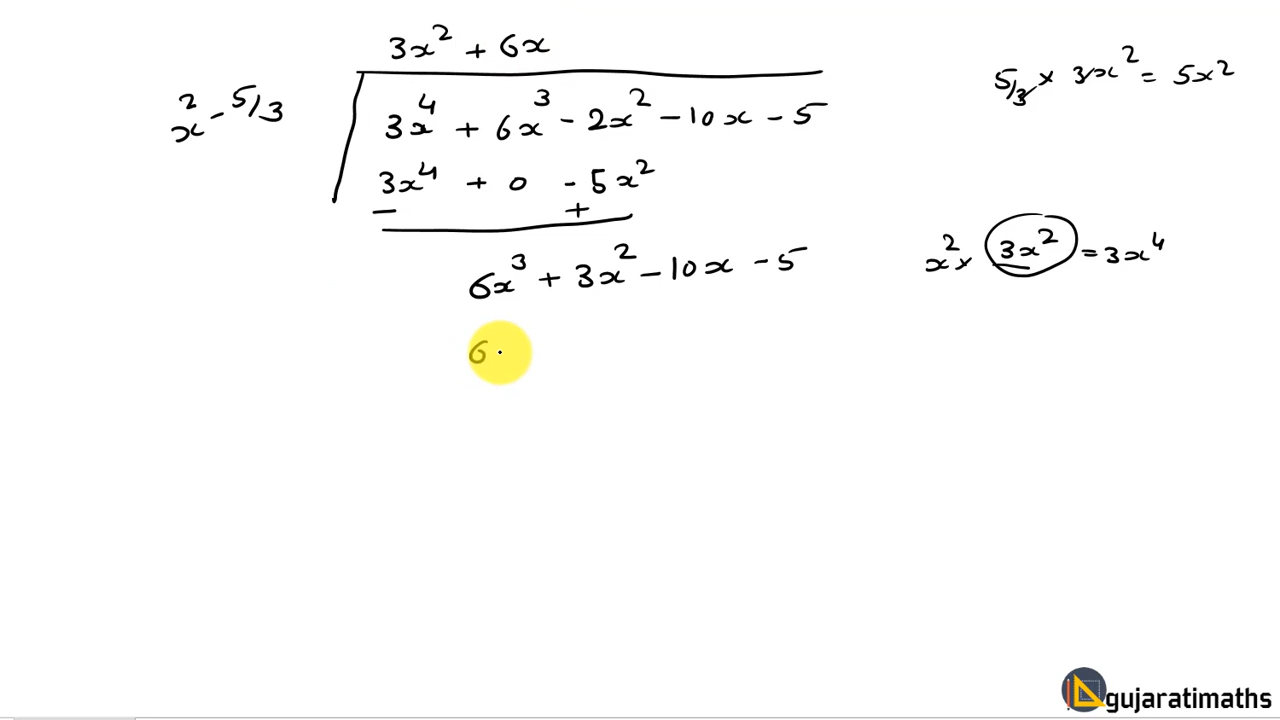 3x² + 6x
x² - 5/3
3x⁴ + 6x³ - 2x² - 10x - 5
3x⁴ + 0 - 5x²
- +
6x³ + 3x² - 10x - 5
6
5/3 × 3x² = 5x²
x² × 3x² = 3x⁴
gujaratimaths